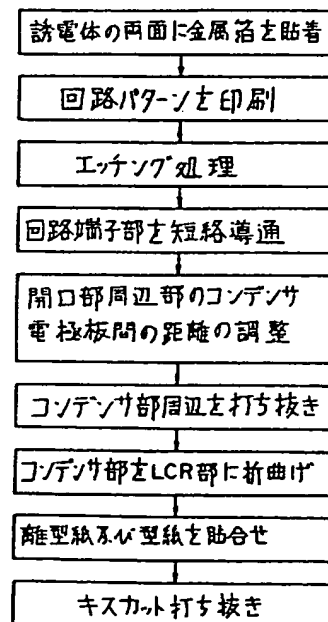 誘電体の両面に金属箔を貼着
回路パターンを印刷
エッチング処理
回路端子部を短絡導通
開口部周辺部のコンデンサ
電極板間の距離の調整
コンデンサ部周辺を打ち抜き
コンデンサ部をLCR部に折曲げ
離型紙及び型紙を貼合せ
キスカット打ち抜き